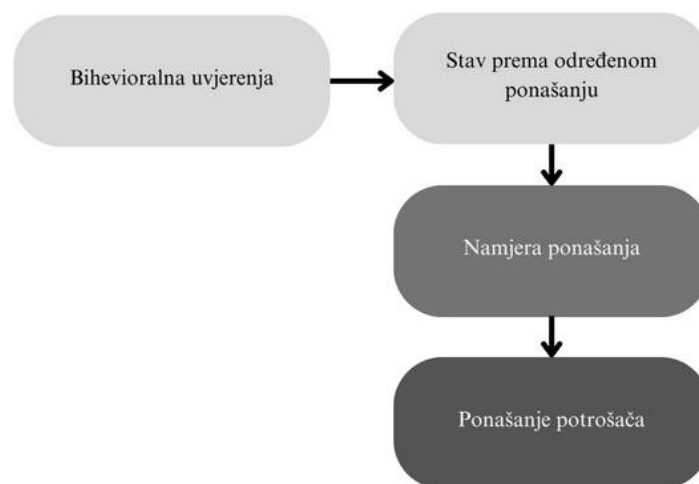 Bihevioralna uvjerenja
Stav prema određenom
ponašanju
Namjera ponašanja
Ponašanje potrošača